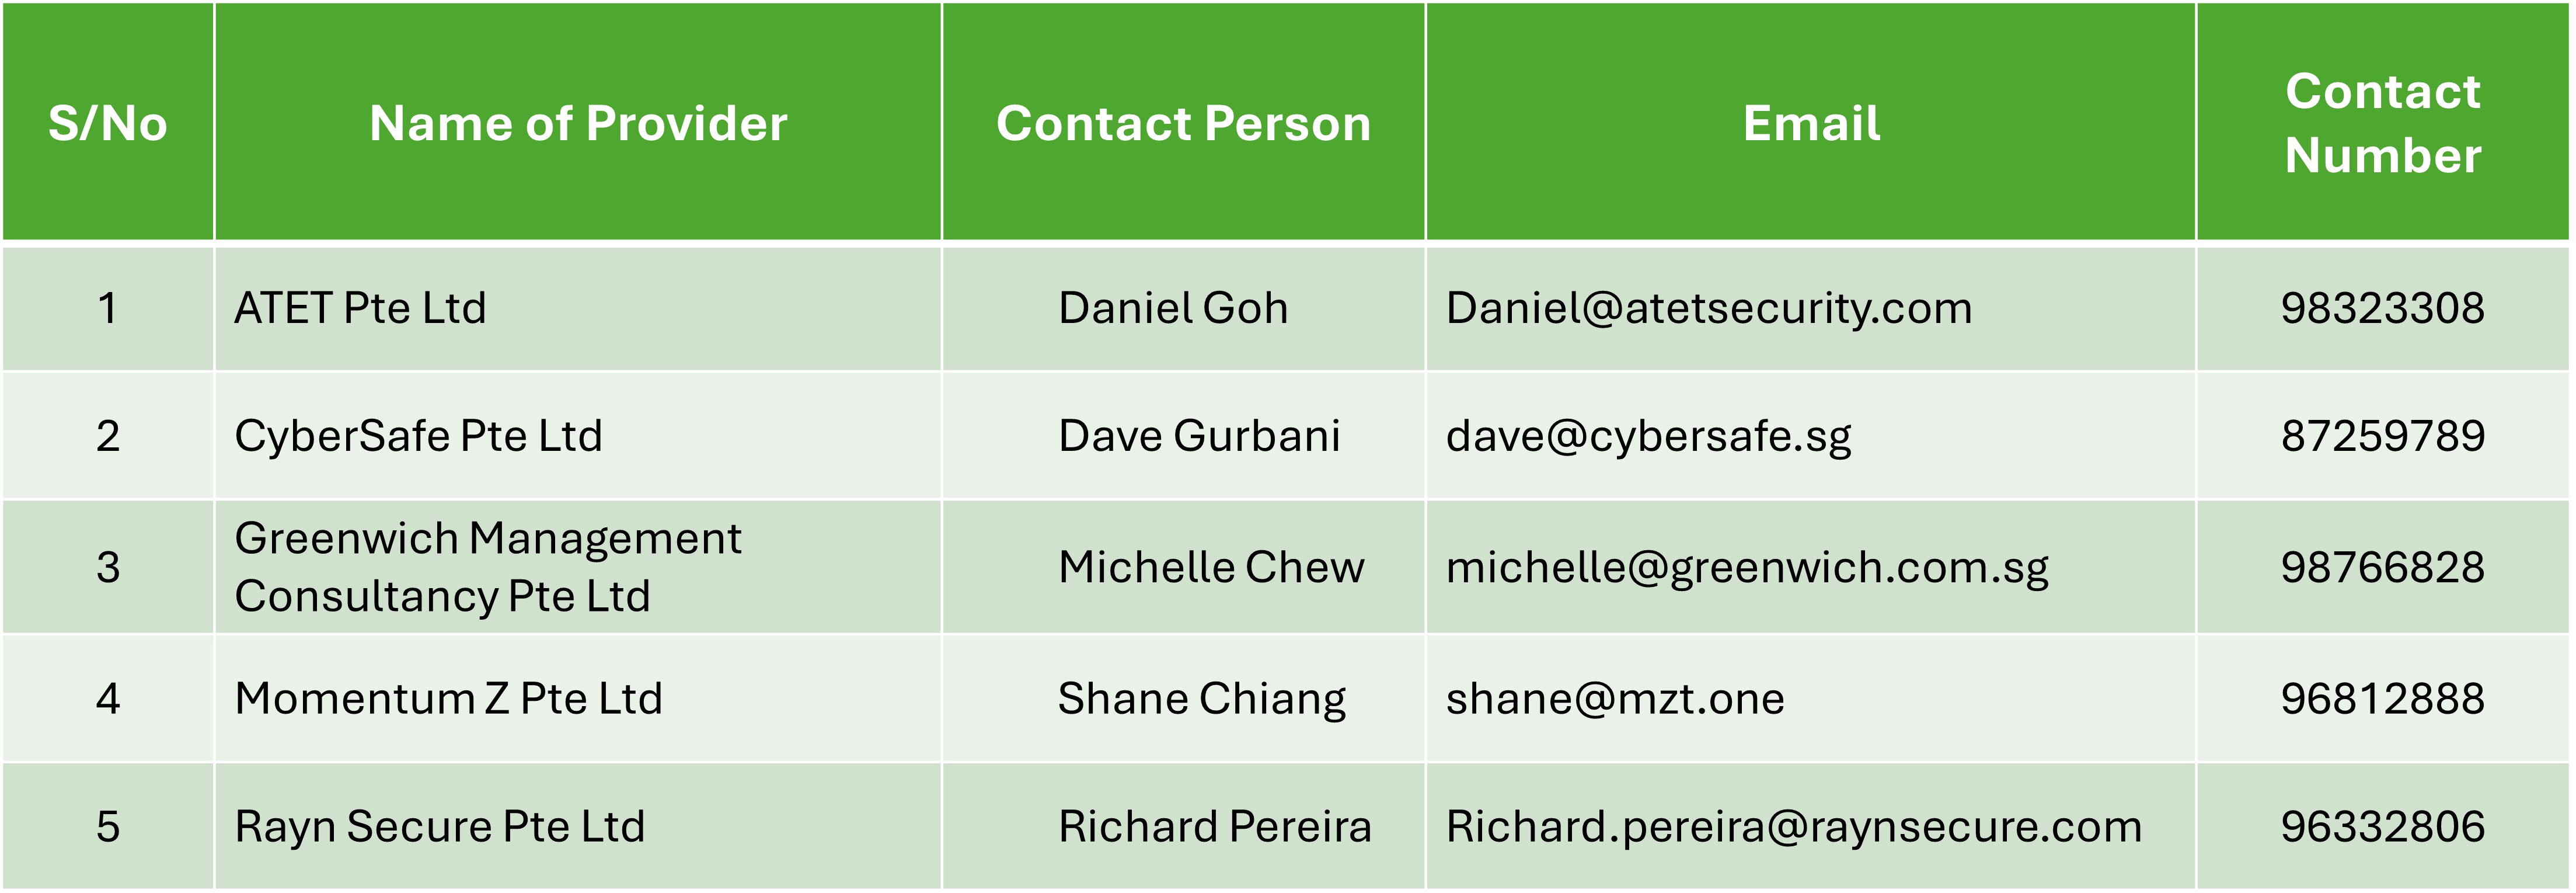 S/No Name of Provider Contact Person Email Contact Number
1 ATET Pte Ltd Daniel Goh Daniel@atetsecurity.com 98323308
2 CyberSafe Pte Ltd Dave Gurbani dave@cybersafe.sg 87259789
3 Greenwich Management Consultancy Pte Ltd Michelle Chew michelle@greenwich.com.sg 98766828
4 Momentum Z Pte Ltd Shane Chiang shane@mzt.one 96812888
5 Rayn Secure Pte Ltd Richard Pereira Richard.pereira@raynsecure.com 96332806